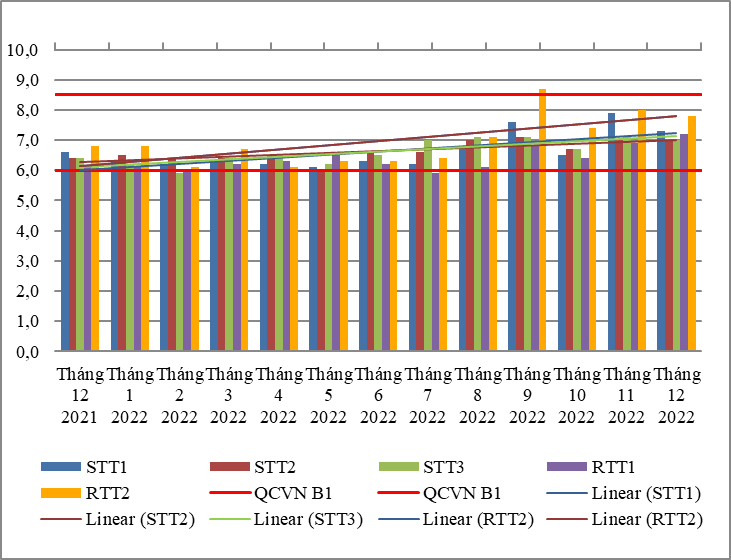 10,0
9,0
8,0
7,0
6,0
5,0
4,0
3,0
2,0
1,0
0,0
Tháng 12 2021
Tháng 1 2022
Tháng 2 2022
Tháng 3 2022
Tháng 4 2022
Tháng 5 2022
Tháng 6 2022
Tháng 7 2022
Tháng 8 2022
Tháng 9 2022
Tháng 10 2022
Tháng 11 2022
Tháng 12 2022
STT1 STT2 STT3 RTT1
RTT2 QCVN B1 QCVN B1 Linear (STT1)
Linear (STT2) Linear (STT3) Linear (RTT2) Linear (RTT2)